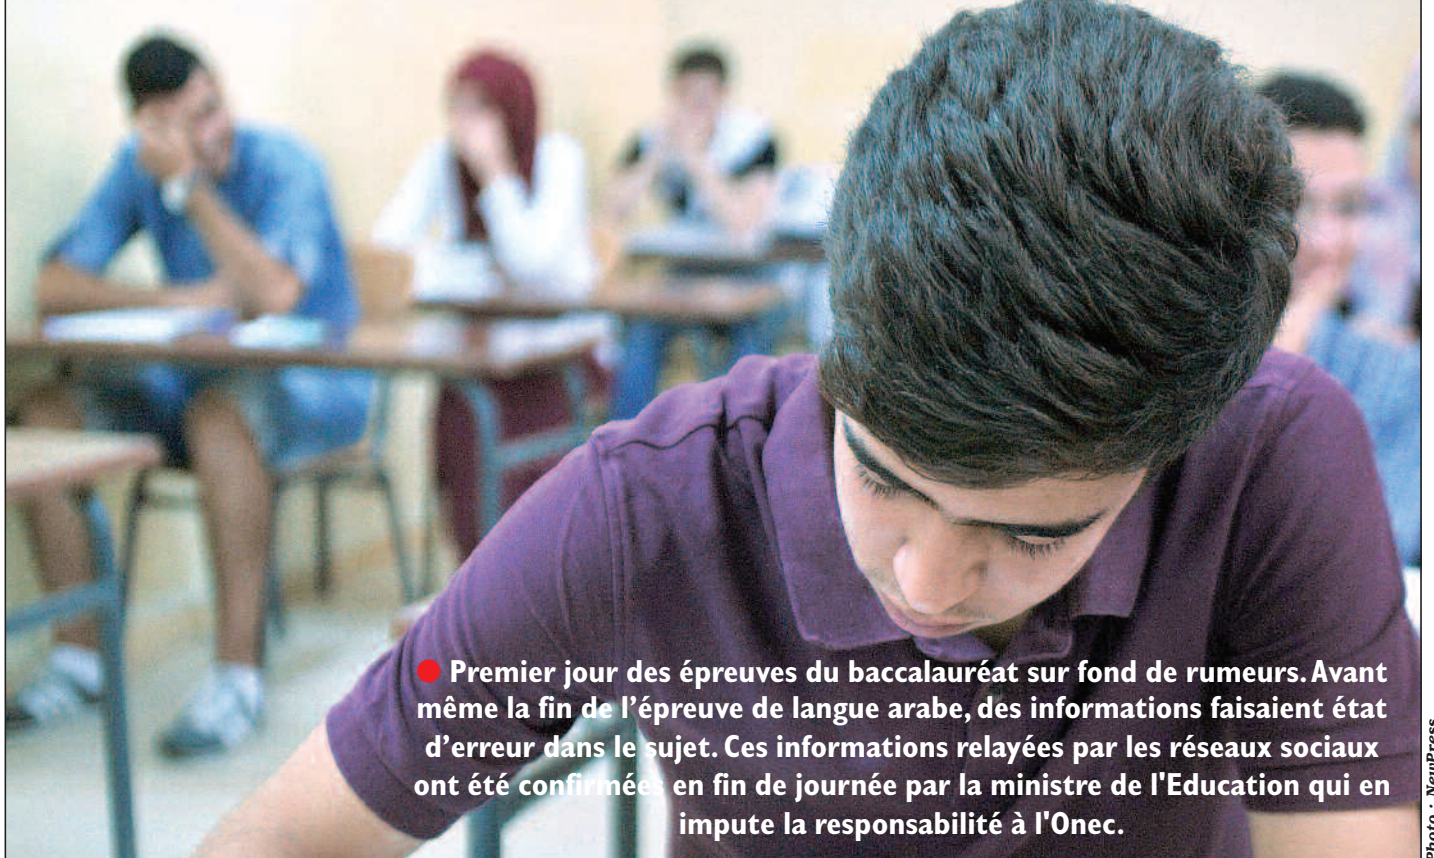 ● Premier jour des épreuves du baccalauréat sur fond de rumeurs. Avant
même la fin de l’épreuve de langue arabe, des informations faisaient état
d’erreur dans le sujet. Ces informations relayées par les réseaux sociaux
ont été confirmées en fin de journée par la ministre de l'Education qui en
impute la responsabilité à l'Onec.
Photo : NewPress